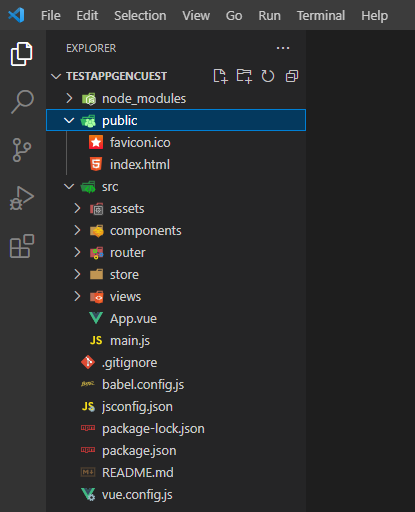 File Edit Selection View Go Run Terminal Help
EXPLORER
TESTAPPGENCUEST
node_modules
public
favicon.ico
index.html
src
assets
components
router
store
views
App.vue
JS main.js
.gitignore
babel.config.js
JS jsconfig.json
package-lock.json
package.json
README.md
vue.config.js